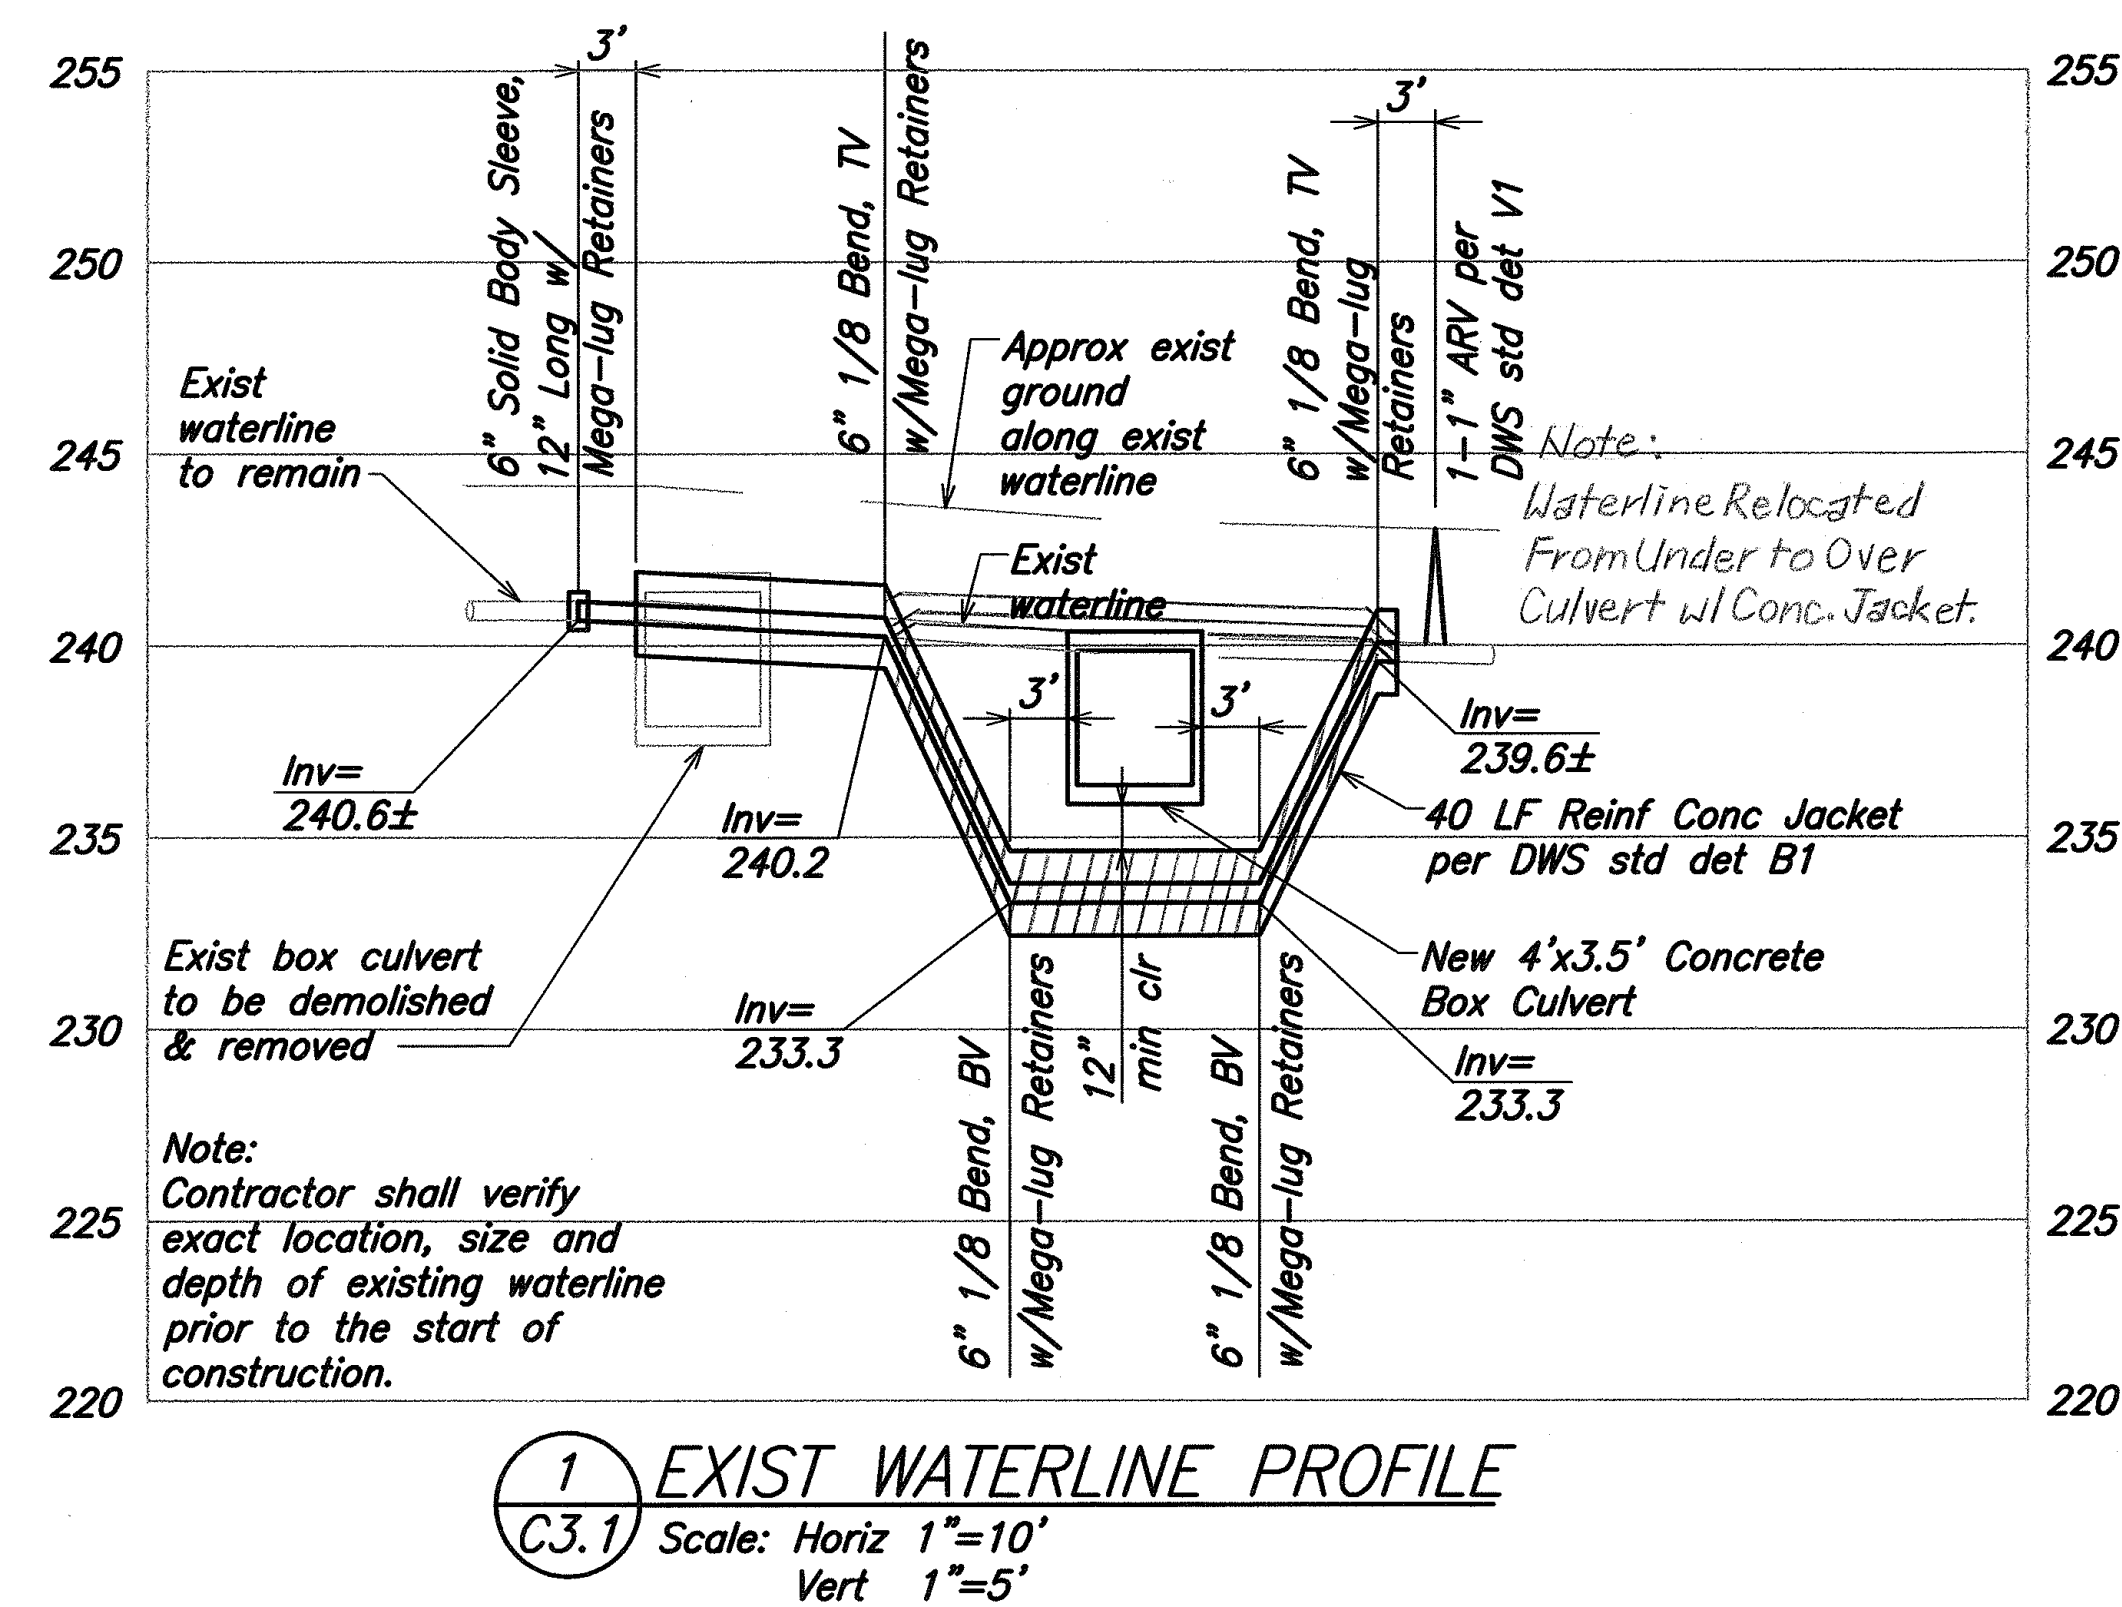 255
250
245
240
235
230
225
220
255
250
245
240
235
230
225
220
3'
6" Solid Body Sleeve,
12" Long w/
Mega-lug Retainers
6" 1/8 Bend, TV
w/Mega-lug Retainers
3'
6" 1/8 Bend, TV
w/Mega-lug
Retainers
1-1" ARV per
DWS std det V1
Exist
waterline
to remain
Approx exist
ground
along exist
waterline
Exist
waterline
Note:
Waterline Relocated
From Under to Over
Culvert w/ Conc. Jacket.
3'
3'
Inv=
240.6±
Inv=
240.2
Inv=
239.6±
40 LF Reinf Conc Jacket
per DWS std det B1
New 4'x3.5' Concrete
Box Culvert
Exist box culvert
to be demolished
& removed
Inv=
233.3
Inv=
233.3
6" 1/8 Bend, BV
w/Mega-lug Retainers
12"
min clr
6" 1/8 Bend, BV
w/Mega-lug Retainers
Note:
Contractor shall verify
exact location, size and
depth of existing waterline
prior to the start of
construction.
1
C3.1
EXIST WATERLINE PROFILE
Scale: Horiz 1"=10'
Vert 1"=5'